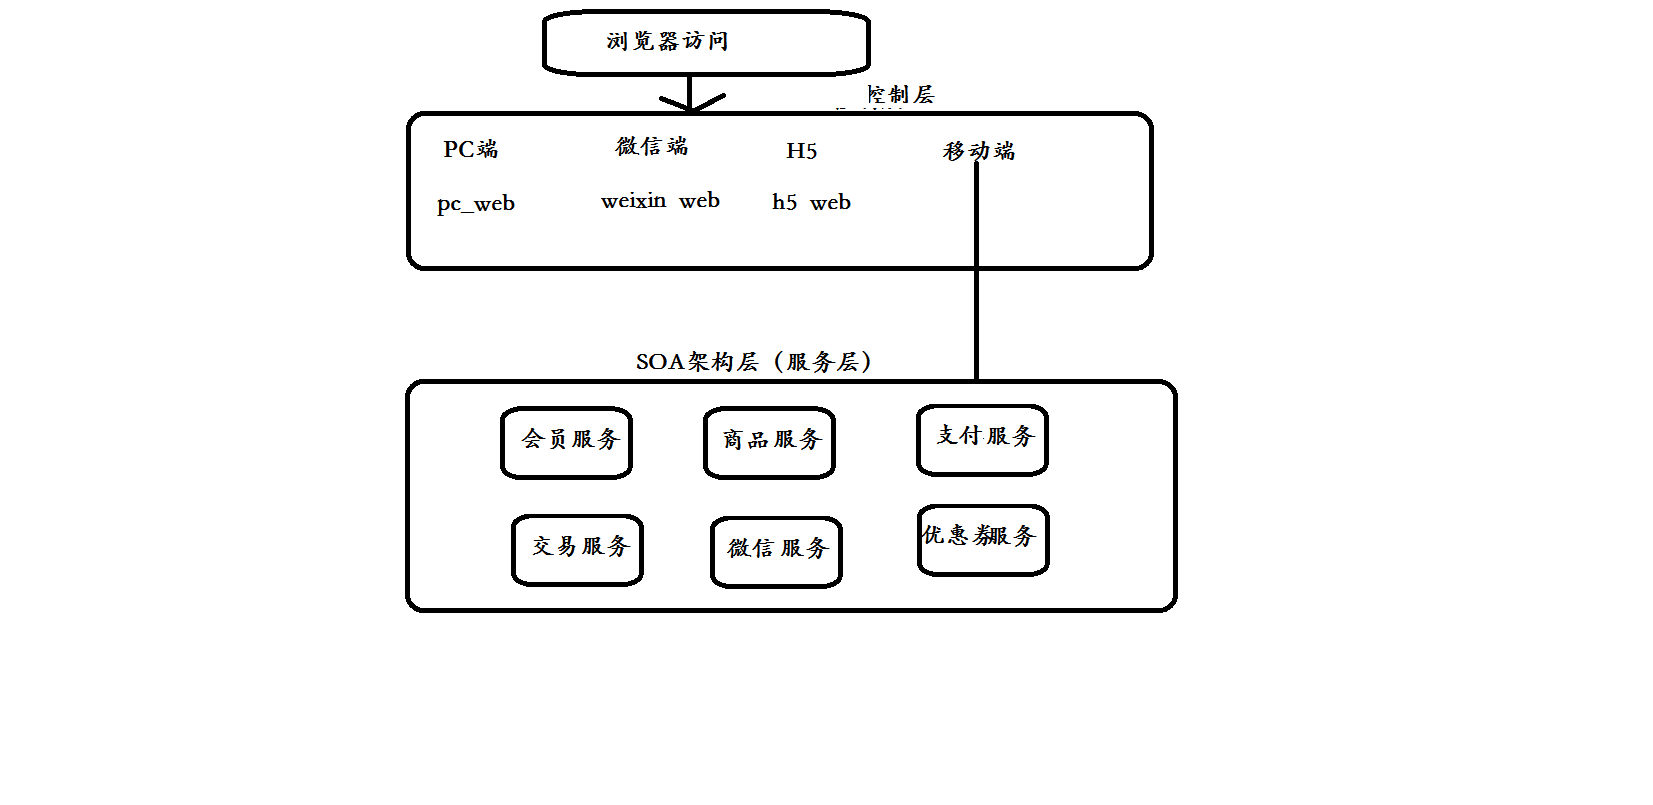 浏览器访问
控制层
PC端 微信端 H5 移动端
pc_web weixin web h5 web
SOA架构层（服务层）
会员服务 商品服务 支付服务
交易服务 微信服务 优惠券服务